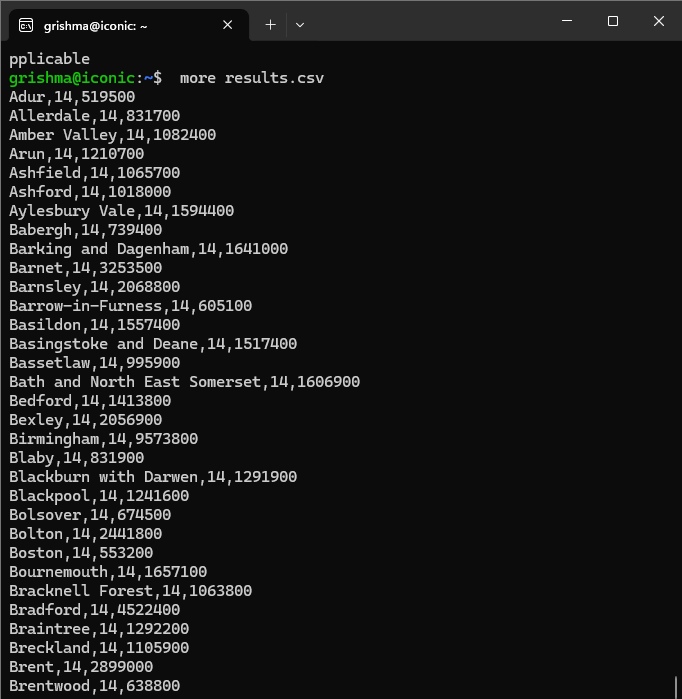 grishma@iconic: ~
pplicable
grishma@iconic:~$  more results.csv
Adur,14,519500
Allerdale,14,831700
Amber Valley,14,1082400
Arun,14,1210700
Ashfield,14,1065700
Ashford,14,1018000
Aylesbury Vale,14,1594400
Babergh,14,739400
Barking and Dagenham,14,1641000
Barnet,14,3253500
Barnsley,14,2068800
Barrow-in-Furness,14,605100
Basildon,14,1557400
Basingstoke and Deane,14,1517400
Bassetlaw,14,995900
Bath and North East Somerset,14,1606900
Bedford,14,1413800
Bexley,14,2056900
Birmingham,14,9573800
Blaby,14,831900
Blackburn with Darwen,14,1291900
Blackpool,14,1241600
Bolsover,14,674500
Bolton,14,2441800
Boston,14,553200
Bournemouth,14,1657100
Bracknell Forest,14,1063800
Bradford,14,4522400
Braintree,14,1292200
Breckland,14,1105900
Brent,14,2899000
Brentwood,14,638800